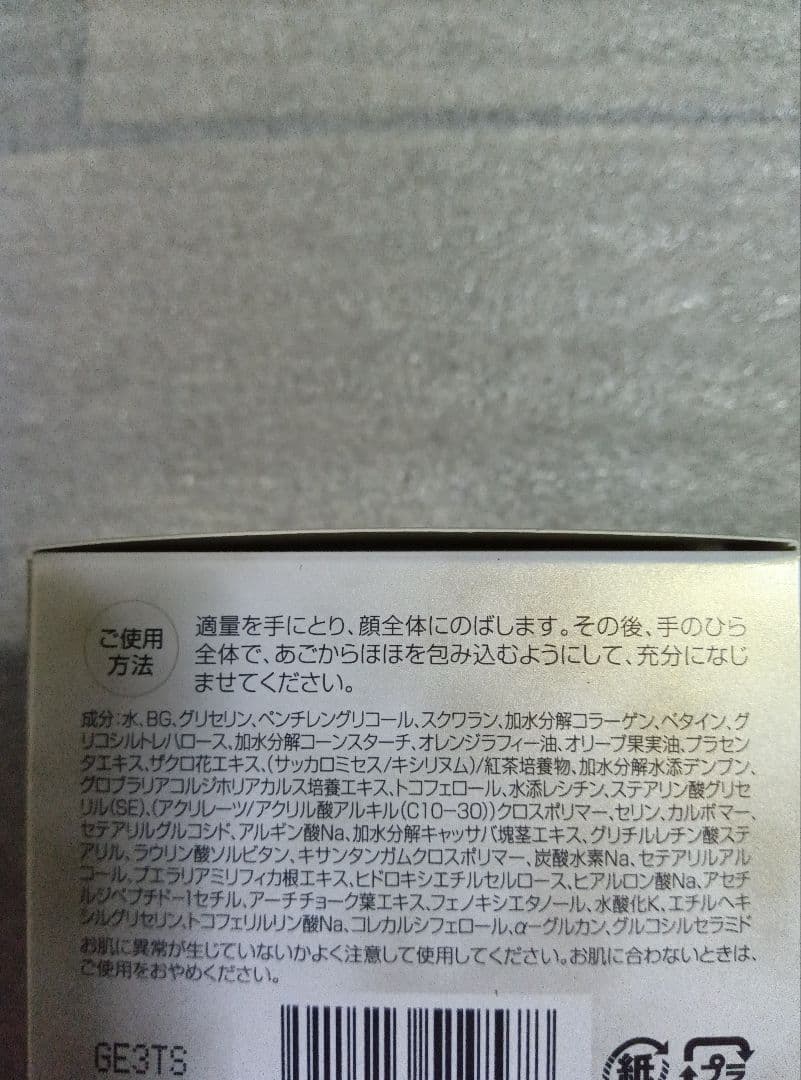 ご使用
方法
適量を手にとり、顔全体にのばします。その後、手のひら
全体で、あごからほほを包み込むようにして、充分になじ
ませてください。
成分:水、BG、グリセリン、ペンチレングリコール、スクワラン、加水分解コラーゲン、ベタイン、グ
リコシルトレハロース、加水分解コーンスターチ、オレンジラフィー油、オリーブ果実油、プラセン
タエキス、ザクロ花エキス、(サッカロミセス/キシリヌム)/紅茶培養物、加水分解水添デンプン、
グロブラリアコルジホリアカルス培養エキス、トコフェロール、水添レシチン、ステアリン酸グリセ
リル(SE)、(アクリレーツ/アクリル酸アルキル(C10-30))クロスポリマー、セリン、カルボマー、
セテアリルグルコシド、アルギン酸Na、加水分解キャッサバ塊茎エキス、グリチルレチン酸ステ
アリル、ラウリン酸ソルビタン、キサンタンガムクロスポリマー、炭酸水素Na、セテアリルアル
コール、プエラリアミリフィカ根エキス、ヒドロキシエチルセルロース、ヒアルロン酸Na、アセチ
ルジペプチド-1セチル、アーチチョーク葉エキス、フェノキシエタノール、水酸化K、エチルヘキ
シルグリセリン、トコフェリルリン酸Na、コレカルシフェロール、α-グルカン、グルコシルセラミド
お肌に異常が生じていないかよく注意して使用してください。お肌に合わないときは、
ご使用をおやめください。
GE3TS
紙
プラ